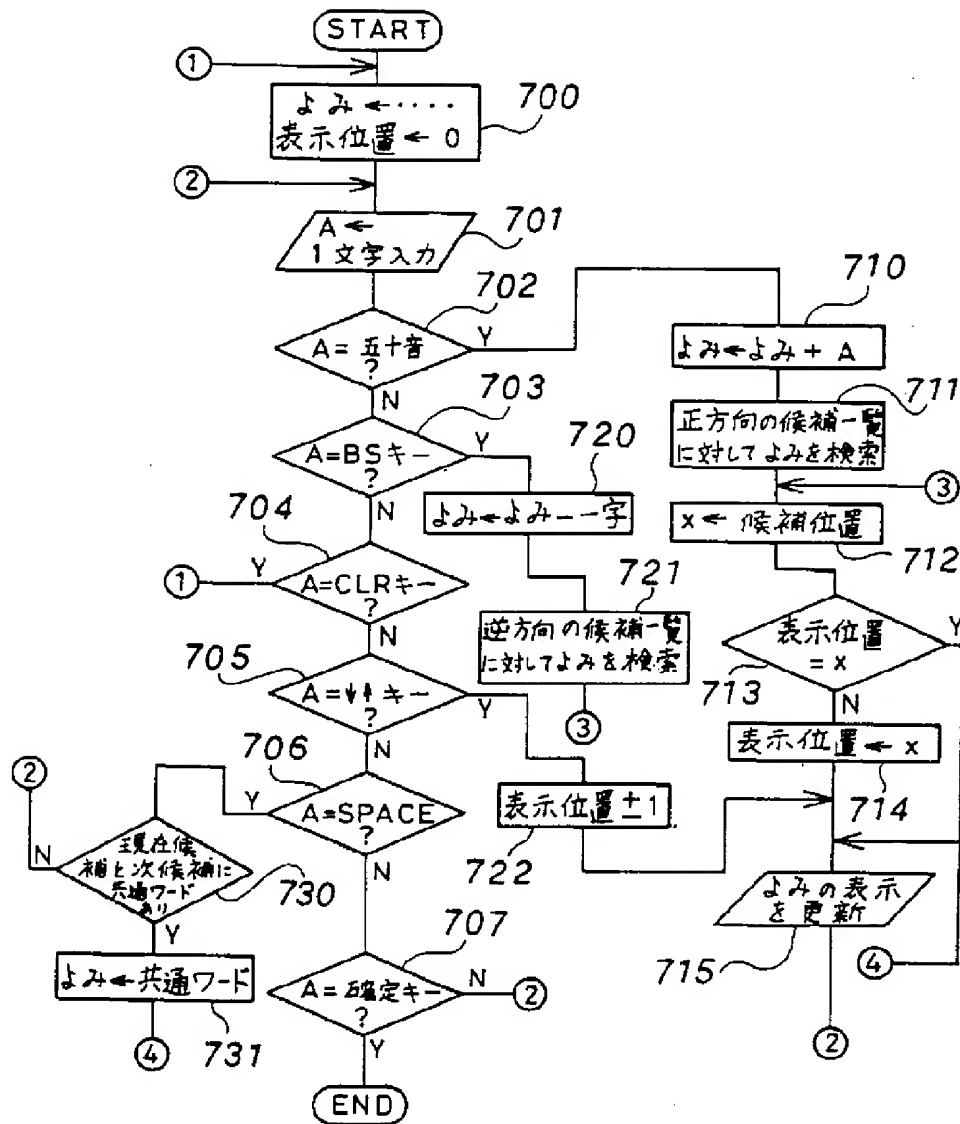 START
①
よみ←····
表示位置←0
700
②
A←
1文字入力
701
702
A=五十音
?
Y
N
710
よみ←よみ+A
703
A=BSキー
?
Y
N
711
正方向の候補一覧
に対してよみを検索
720
よみ←よみ−一字
③
x←候補位置
712
704
Y
①
A=CLRキー
?
N
721
逆方向の候補一覧
に対してよみを検索
③
表示位置
=x
Y
713
N
705
A=↓↑キー
?
Y
N
表示位置←x
714
706
②
Y
A=SPACE
?
N
表示位置±1
722
N
現在候
補と次候補に
共通ワード
あり
730
Y
よみの表示
を更新
715
④
707
よみ←共通ワード
731
④
A=確定キー
?
N
②
Y
②
END